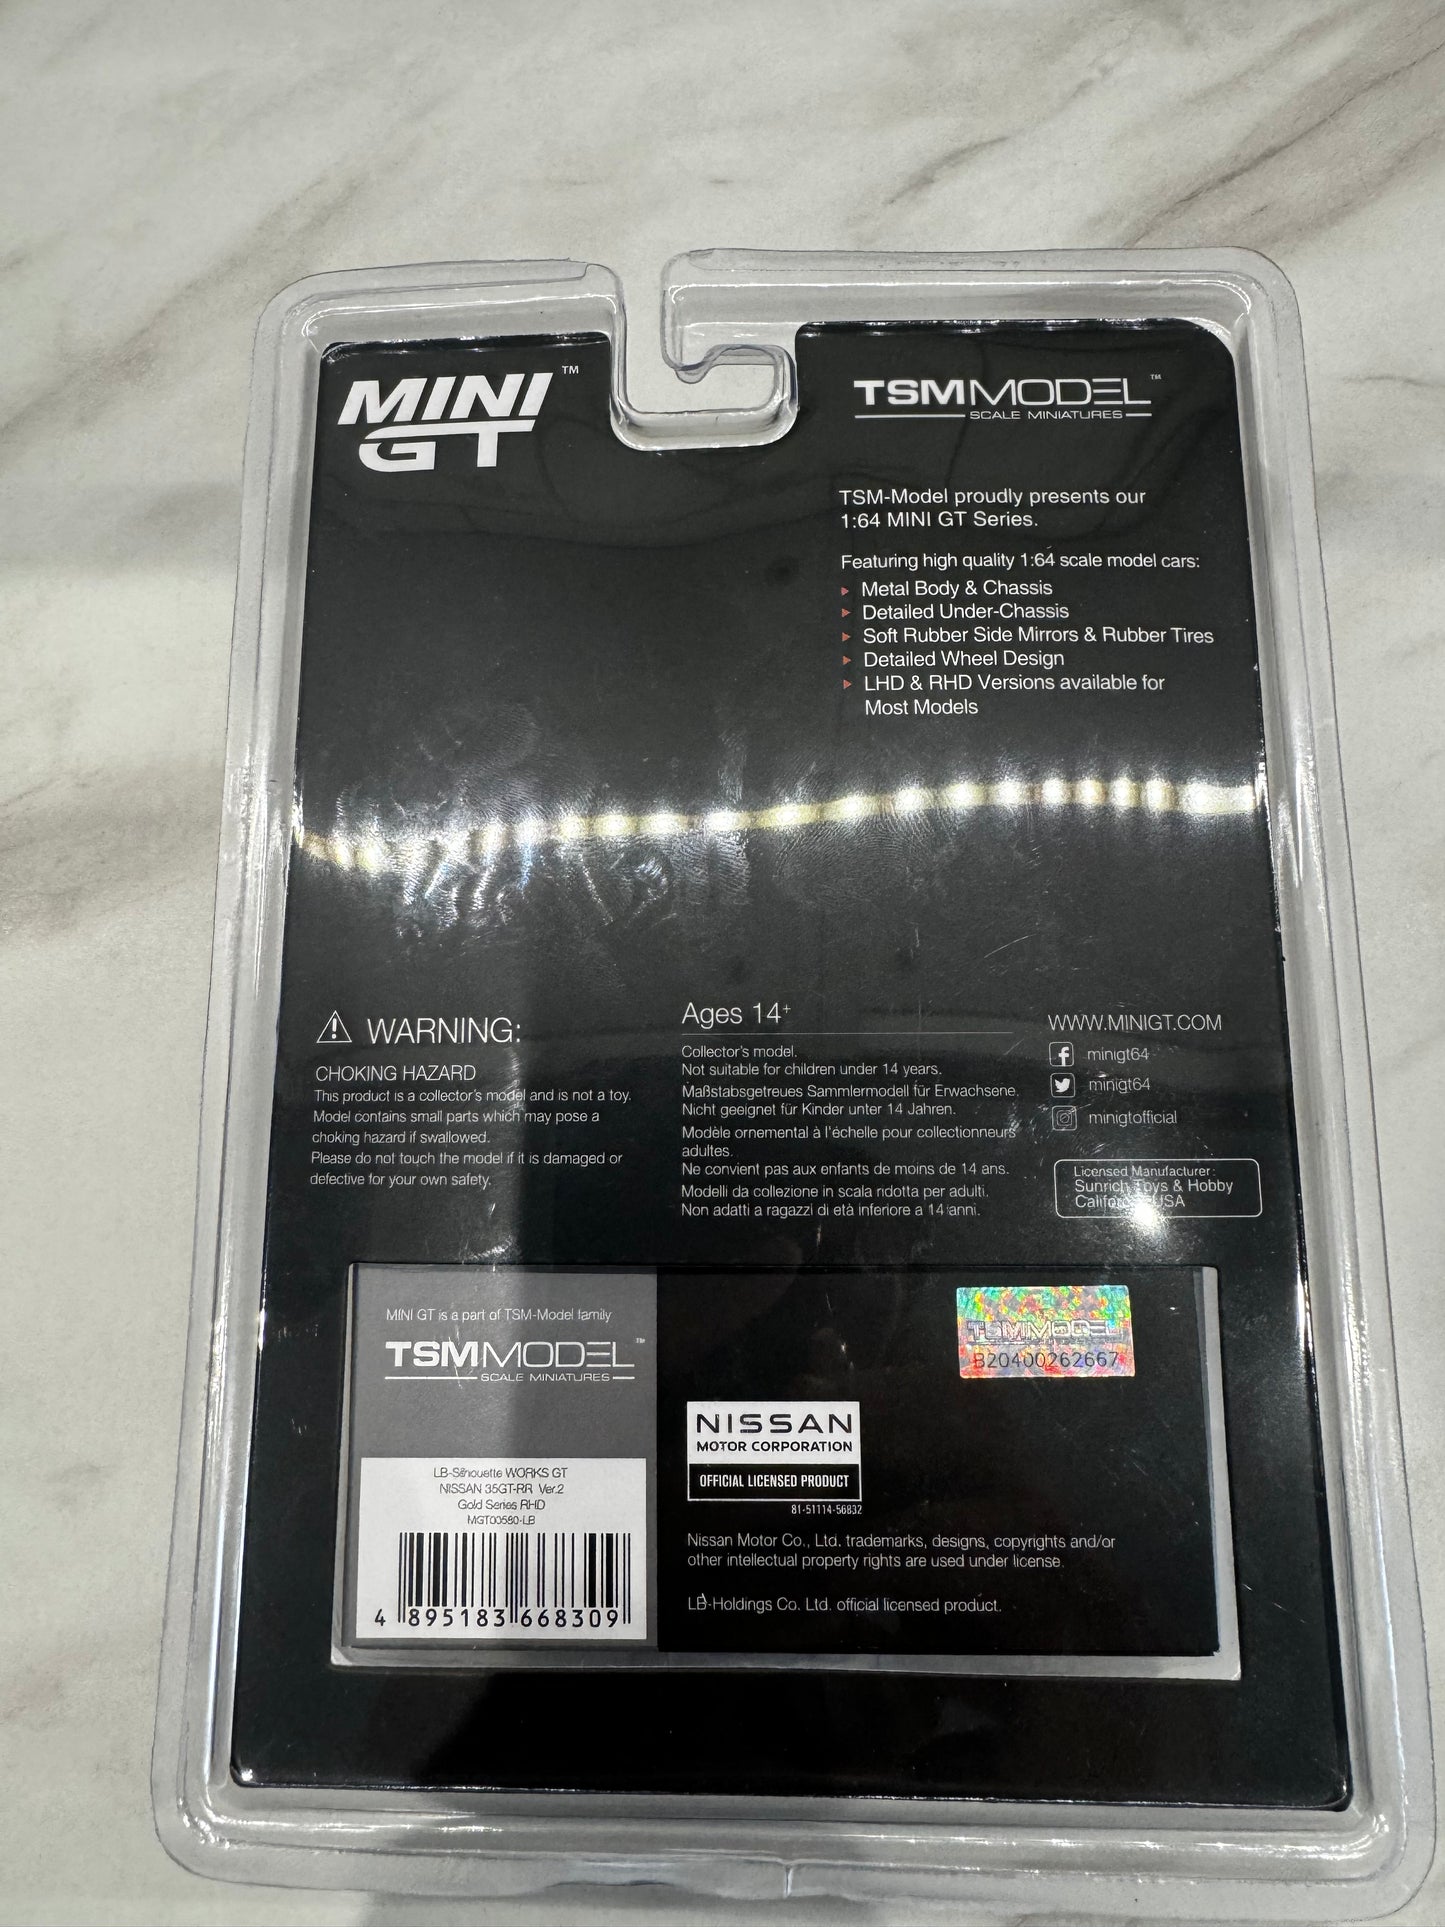 MINI GT™
TSMMODEL™
SCALE MINIATURES
TSM-Model proudly presents our
1:64 MINI GT Series.
Featuring high quality 1:64 scale model cars:
Metal Body & Chassis
Detailed Under-Chassis
Soft Rubber Side Mirrors & Rubber Tires
Detailed Wheel Design
LHD & RHD Versions available for
Most Models
WARNING:
CHOKING HAZARD
This product is a collector's model and is not a toy.
Model contains small parts which may pose a
choking hazard if swallowed.
Please do not touch the model if it is damaged or
defective for your own safety.
Ages 14+
Collector's model.
Not suitable for children under 14 years.
Maßstabsgetreues Sammlermodell für Erwachsene.
Nicht geeignet für Kinder unter 14 Jahren.
Modèle ornemental à l'échelle pour collectionneurs
adultes.
Ne convient pas aux enfants de moins de 14 ans.
Modelli da collezione in scala ridotta per adulti.
Non adatti a ragazzi di età inferiore a 14 anni.
WWW.MINIGT.COM
minigt64
minigt64
minigtofficial
Licensed Manufacturer:
Sunrich Toys & Hobby
California USA
MINI GT is a part of TSM-Model family
TSMMODEL™
SCALE MINIATURES
LB-Silhouette WORKS GT
NISSAN 35GT-RR Ver.2
Gold Series RHD
MGT00580-LB
4 895183 668309
TSMMODEL
B20400262667
NISSAN
MOTOR CORPORATION
OFFICIAL LICENSED PRODUCT
81-51114-56832
Nissan Motor Co., Ltd. trademarks, designs, copyrights and/or
other intellectual property rights are used under license.
LB-Holdings Co. Ltd. official licensed product.